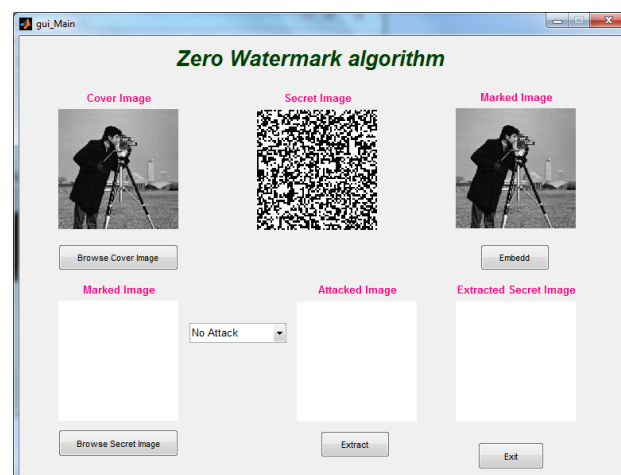 gui_Main
Zero Watermark algorithm
Cover Image
Secret Image
Marked Image
Browse Cover Image
Embedd
Marked Image
Attacked Image
Extracted Secret Image
No Attack
Browse Secret Image
Extract
Exit